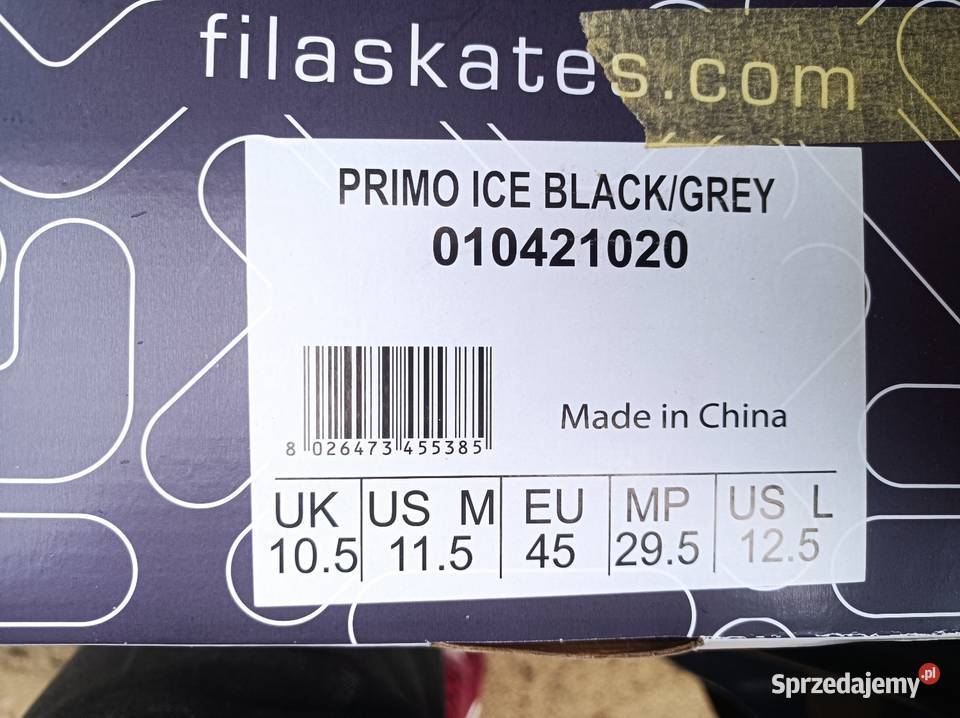 filaskates.com
PRIMO ICE BLACK/GREY
010421020
Made in China
8 026473 455385
UK US M EU MP US L
10.5 11.5 45 29.5 12.5
Sprzedajemy.pl